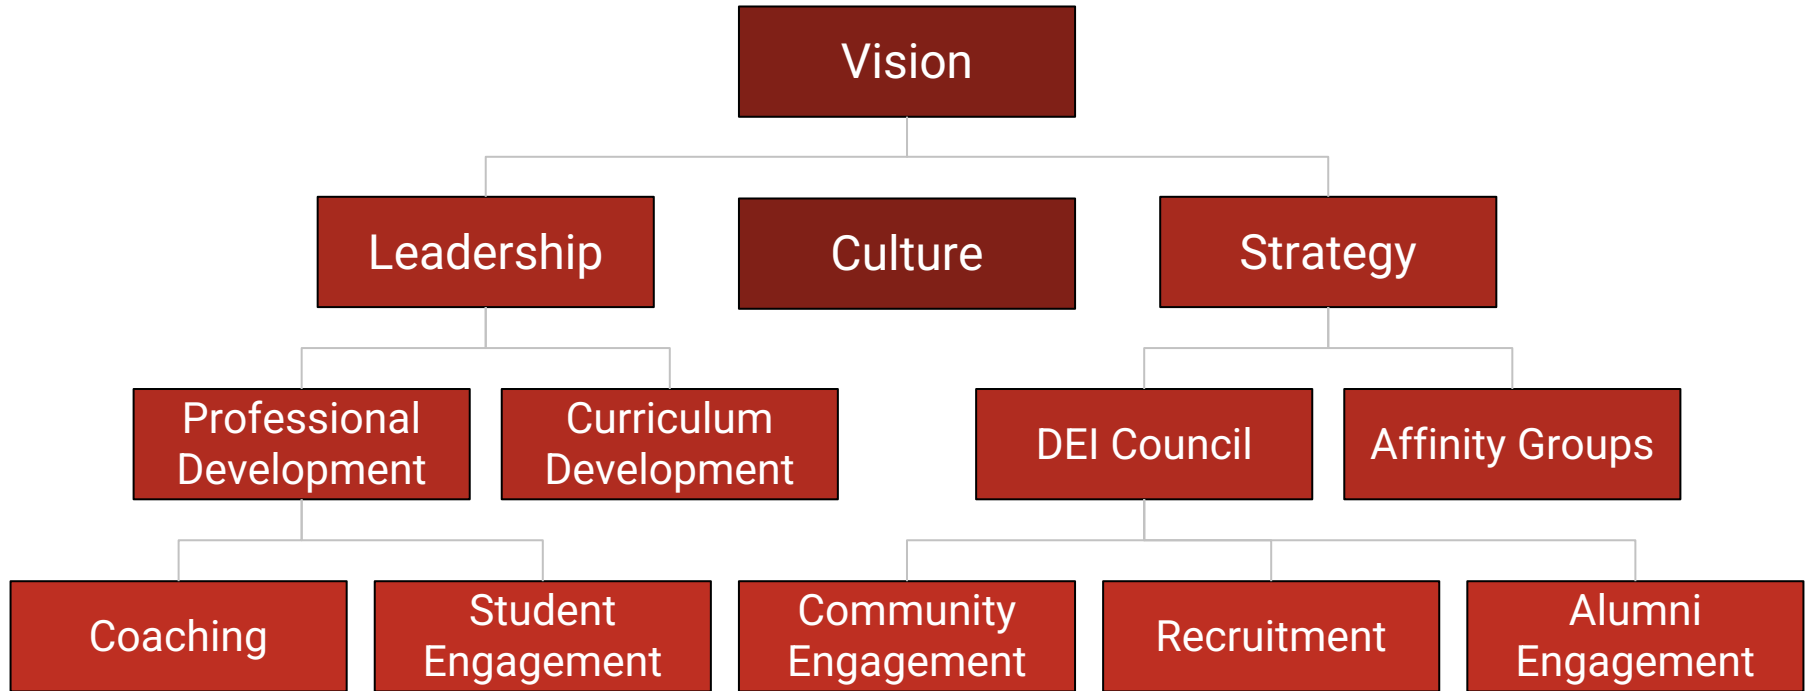 Vision
Leadership
Culture
Strategy
Professional
Development
Curriculum
Development
DEI Council
Affinity Groups
Coaching
Student
Engagement
Community
Engagement
Recruitment
Alumni
Engagement